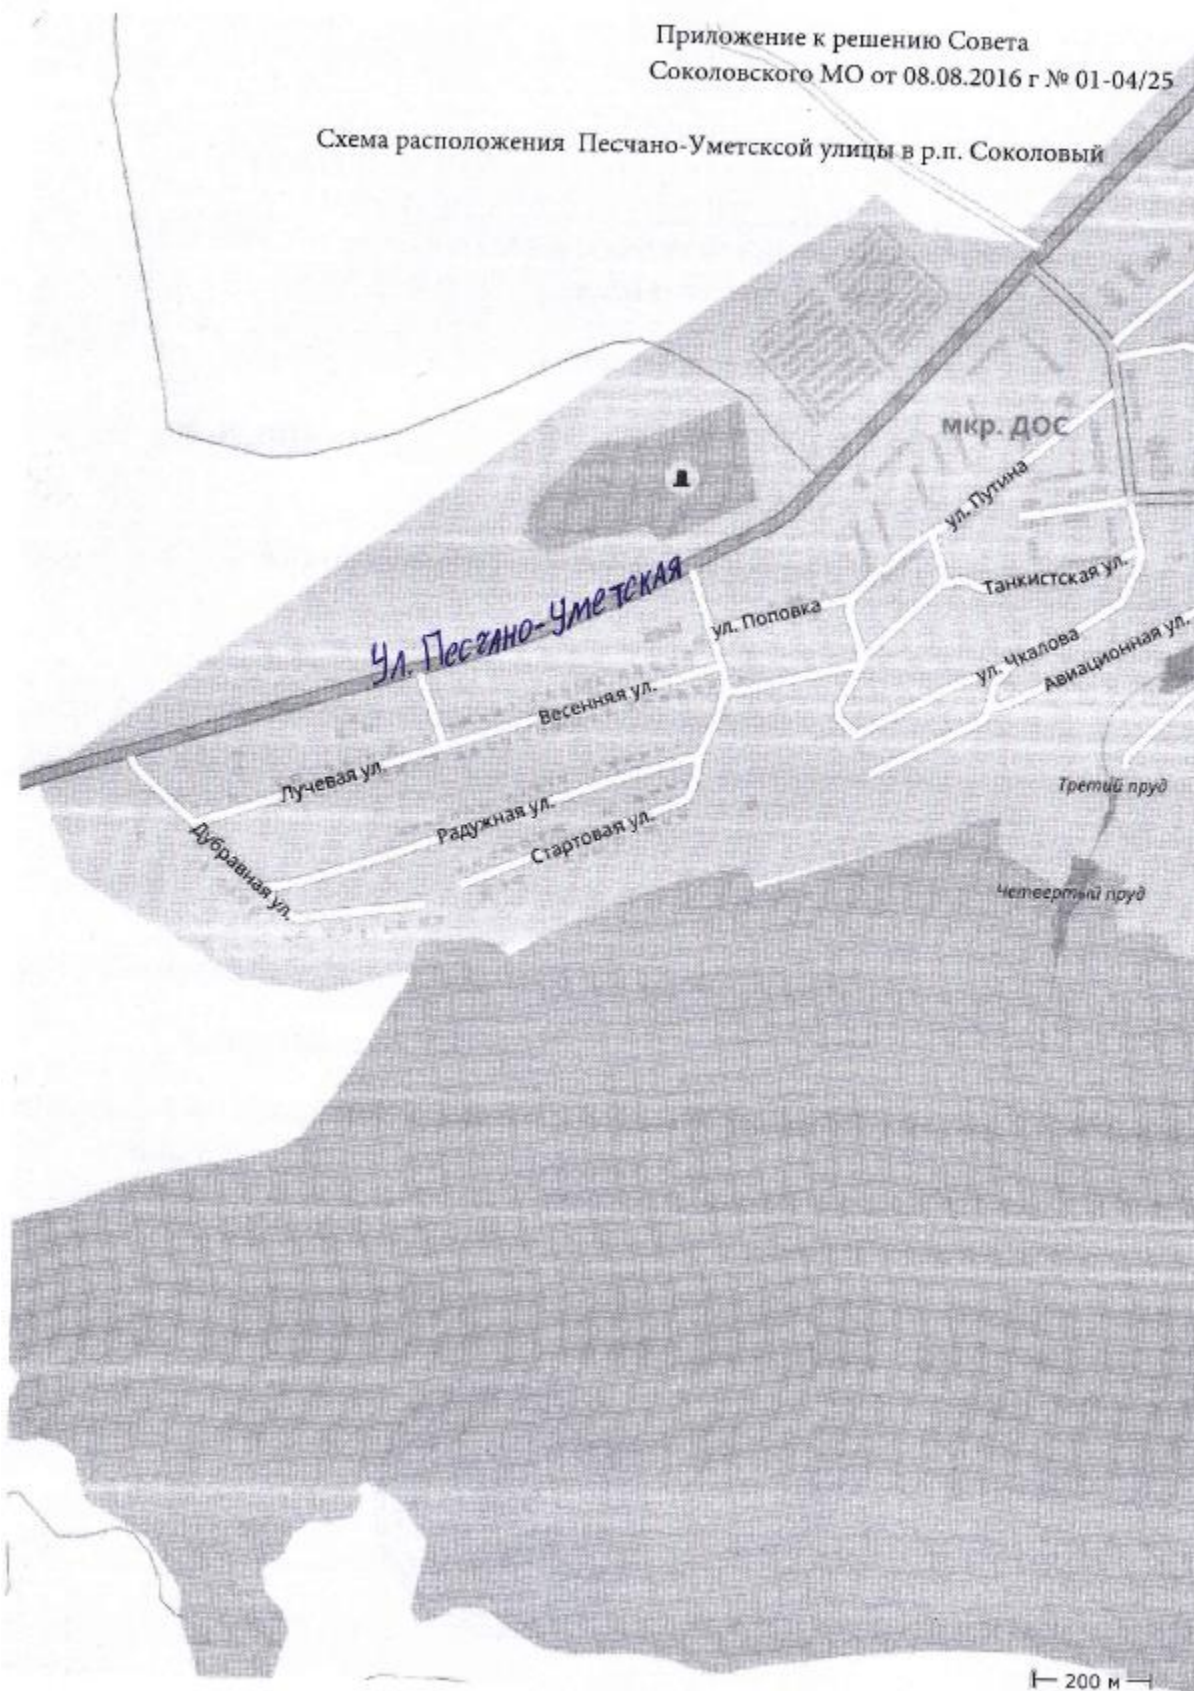 Приложение к решению Совета
Соколовского МО от 08.08.2016 г № 01-04/25
Схема расположения Песчано-Уметсксой улицы в р.п. Соколовый
мкр. ДОС
ул. Путина
Танкистская ул.
ул. Песчано-Уметская
ул. Поповка
ул. Чкалова
Авиационная ул.
Весенняя ул.
Лучевая ул.
Третий пруд
Радужная ул.
Стартовая ул.
Дубравная ул.
Четвертый пруд
200 м